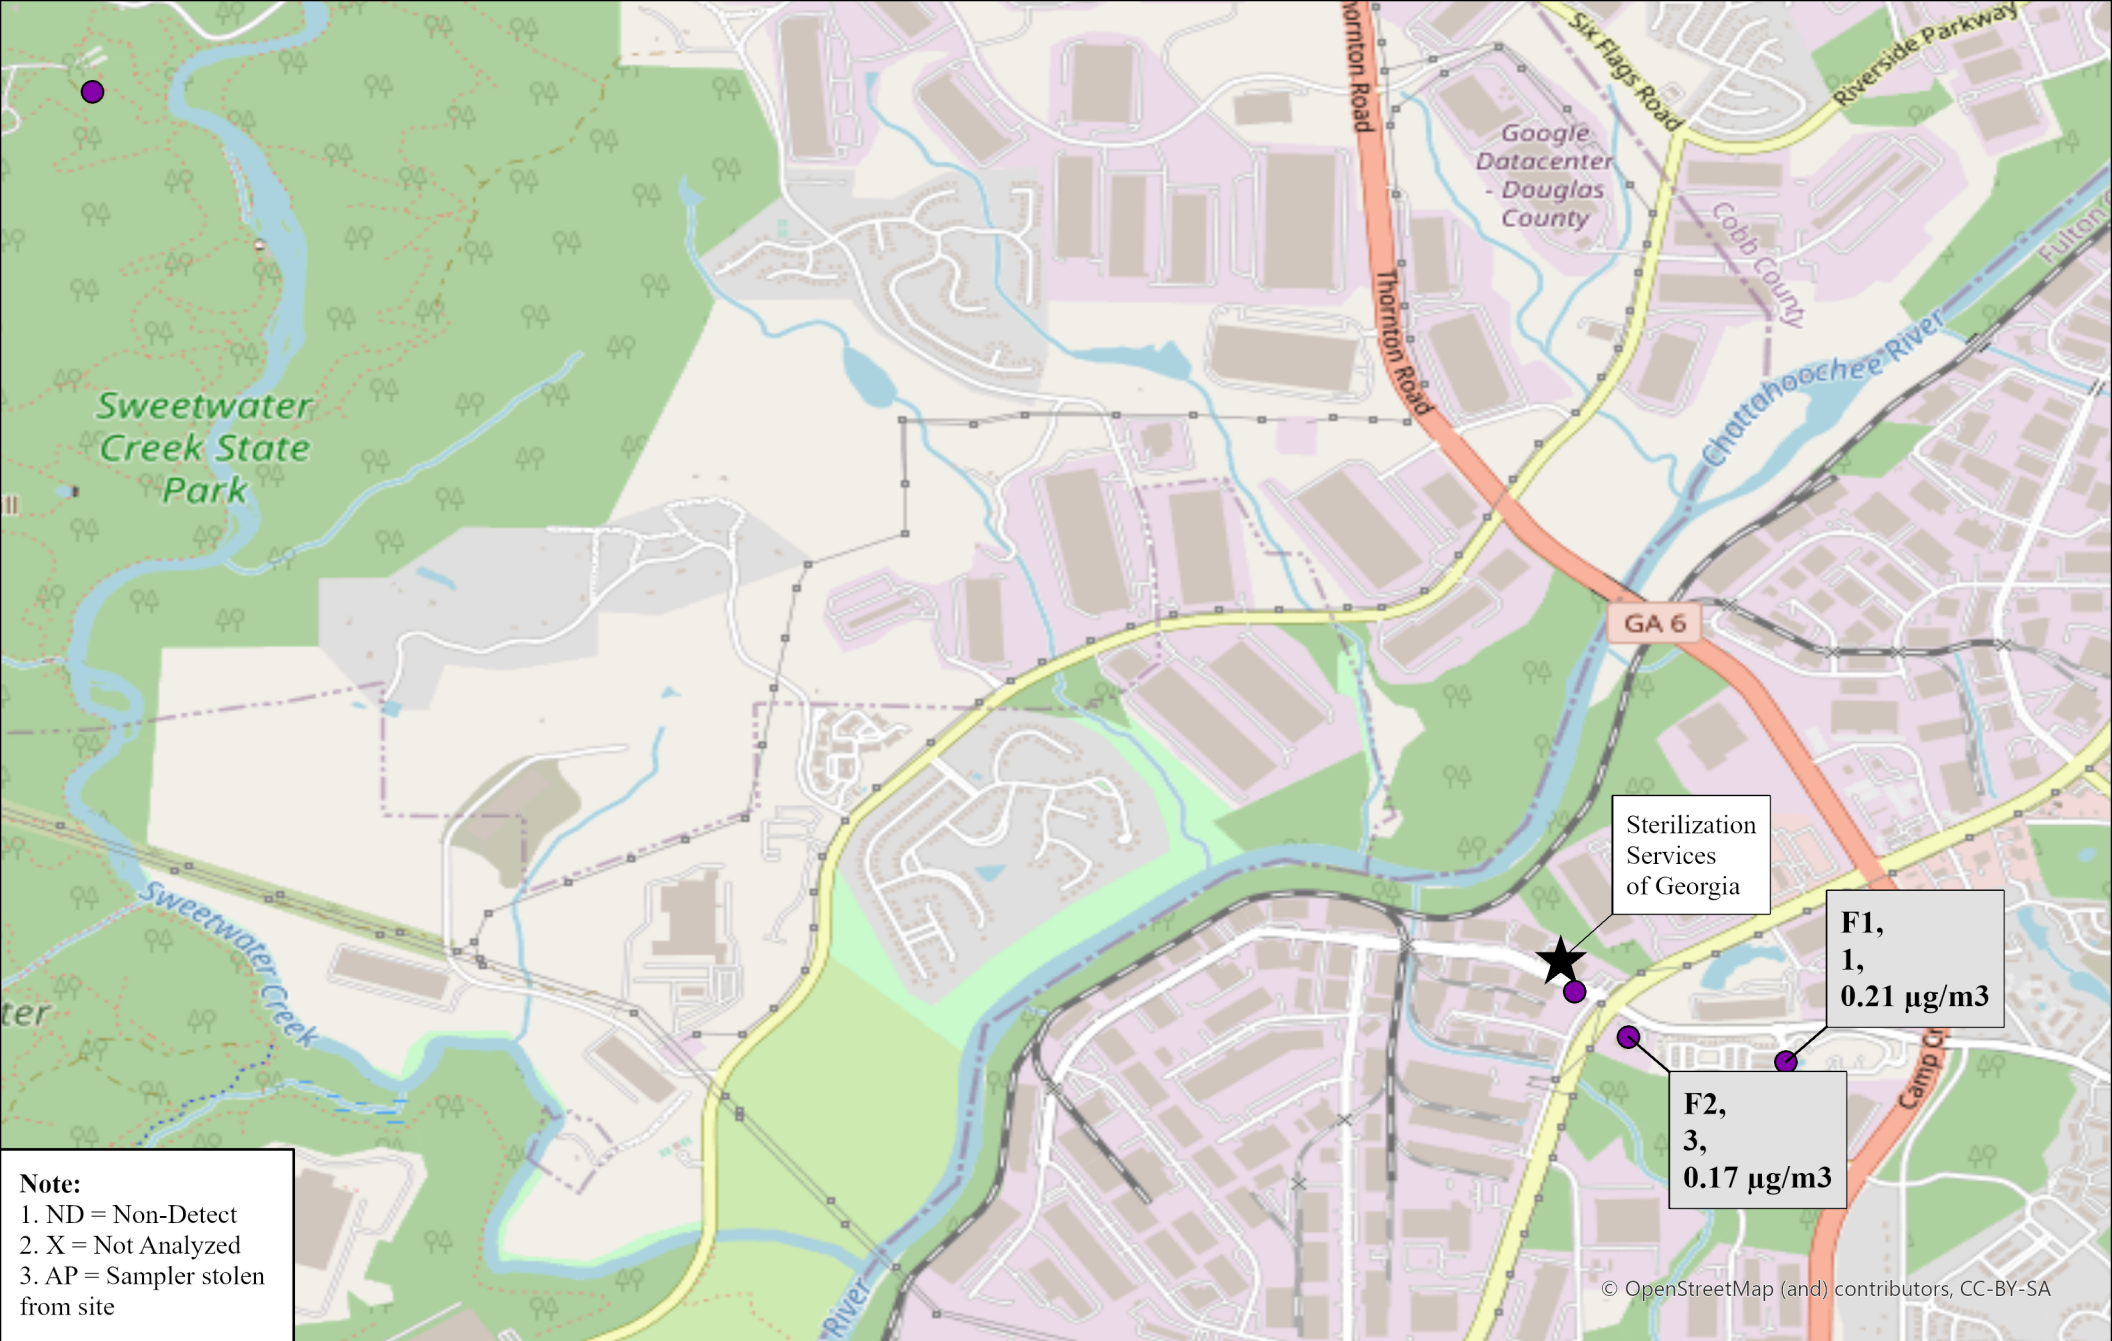 Thornton Road
Six Flags Road
Riverside Parkway
Google
Datacenter
- Douglas
County
Cobb County
Fulton
Thornton Road
Chattahoochee River
Sweetwater
Creek State
Park
ill
GA 6
Sterilization
Services
of Georgia
Sweetwater Creek
F1,
1,
0.21 µg/m3
ter
Camp Cr
F2,
3,
0.17 µg/m3
Note:
1. ND = Non-Detect
2. X = Not Analyzed
3. AP = Sampler stolen
from site
River
© OpenStreetMap (and) contributors, CC-BY-SA